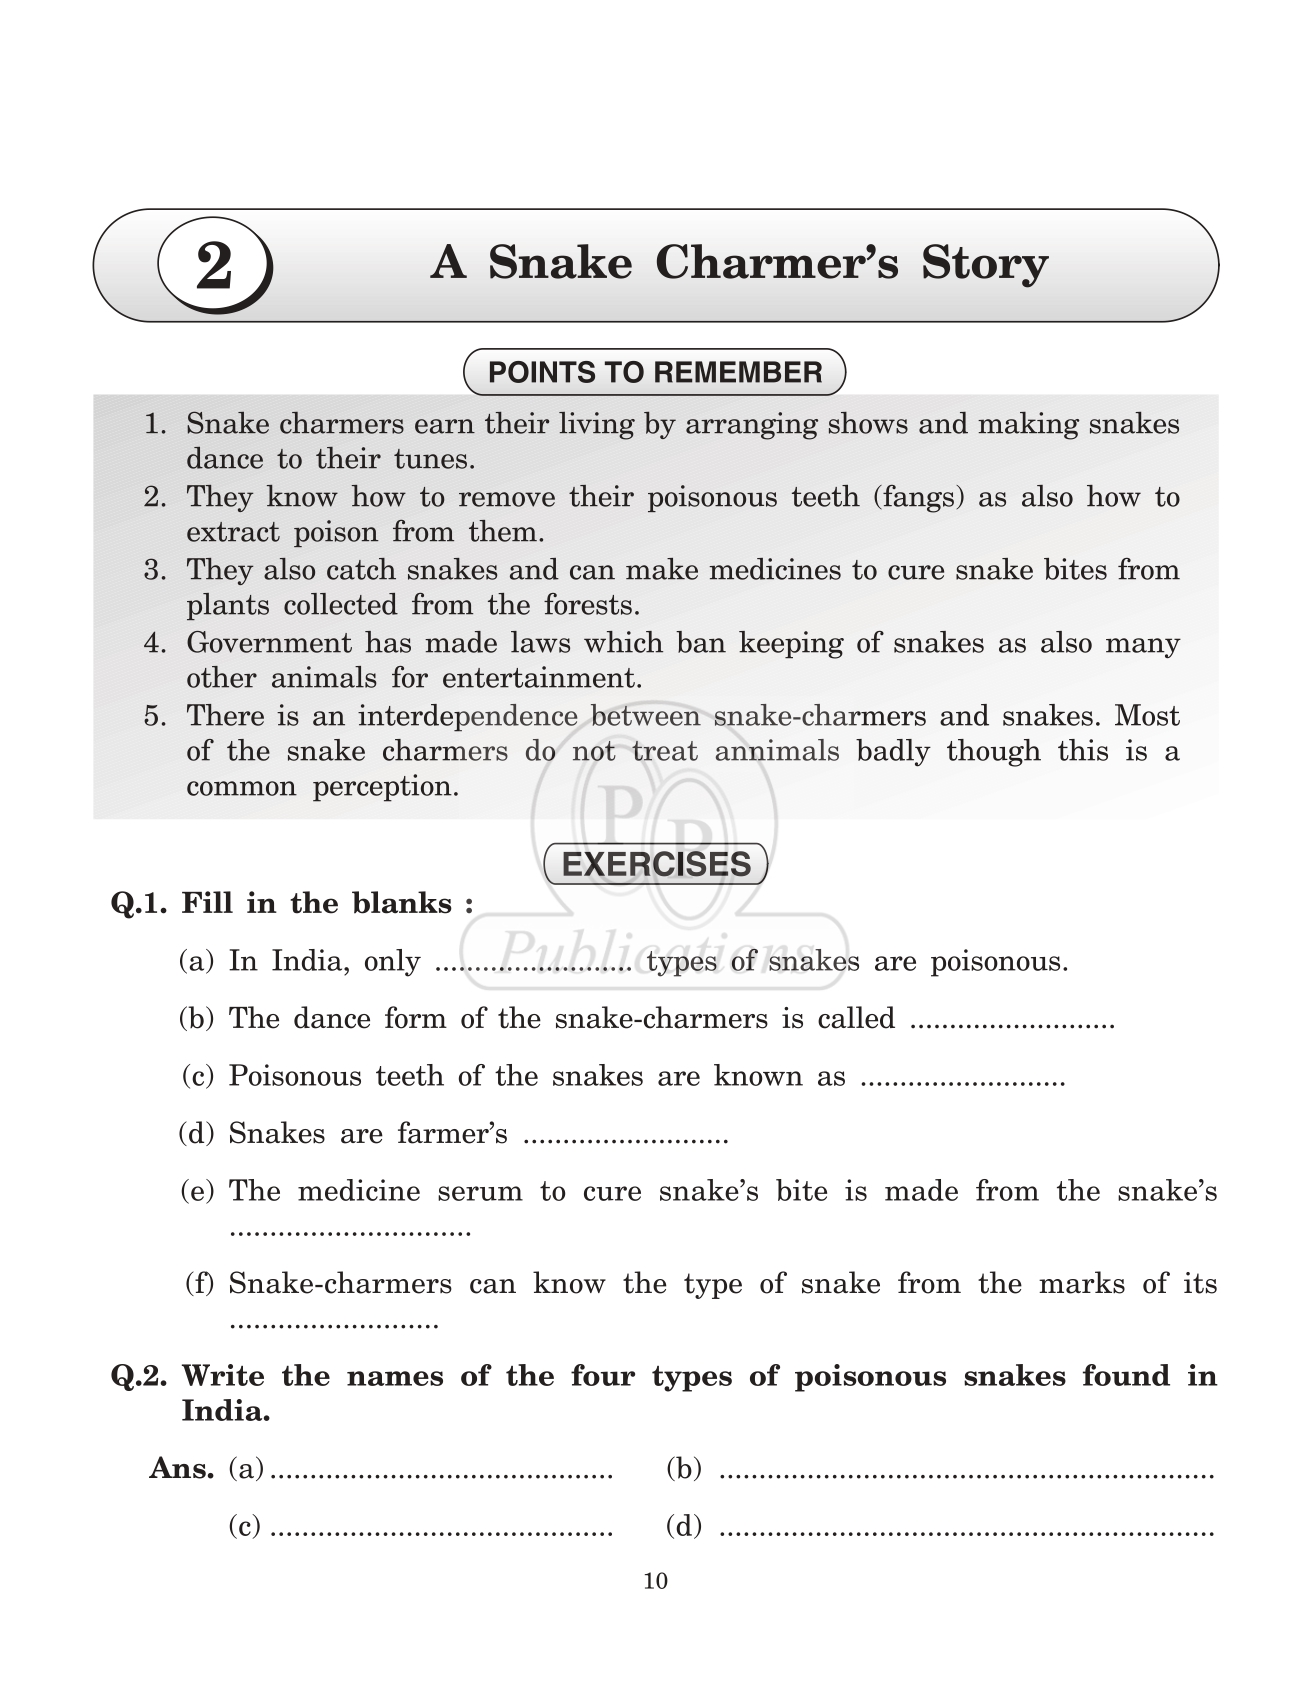 2
A Snake Charmer's Story
POINTS TO REMEMBER
1. Snake charmers earn their living by arranging shows and making snakes
dance to their tunes.
2. They know how to remove their poisonous teeth (fangs) as also how to
extract poison from them.
3. They also catch snakes and can make medicines to cure snake bites from
plants collected from the forests.
4. Government has made laws which ban keeping of snakes as also many
other animals for entertainment.
5. There is an interdependence between snake-charmers and snakes. Most
of the snake charmers do not treat annimals badly though this is a
common perception.
PP
Publications
EXERCISES
Q.1. Fill in the blanks :
(a) In India, only ......................... types of snakes are poisonous.
(b) The dance form of the snake-charmers is called ..........................
(c) Poisonous teeth of the snakes are known as ..........................
(d) Snakes are farmer's ..........................
(e) The medicine serum to cure snake's bite is made from the snake's
..............................
(f) Snake-charmers can know the type of snake from the marks of its
..........................
Q.2. Write the names of the four types of poisonous snakes found in
India.
Ans. (a) ........................................... (b) ..............................................................
(c) ........................................... (d) ..............................................................
10